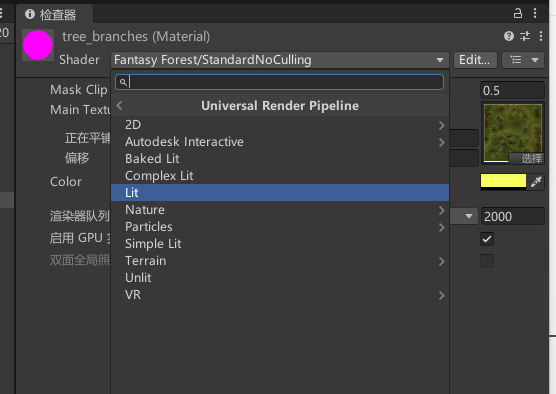 20
检查器
tree_branches (Material)
Shader
Fantasy Forest/StandardNoCulling
Edit...
Mask Clip
0.5
Universal Render Pipeline
Main Textu
2D
正在平铺
Autodesk Interactive
偏移
Baked Lit
选择
Complex Lit
Color
Lit
渲染器队列
Nature
2000
Particles
启用 GPU 实
Simple Lit
双面全局照
Terrain
Unlit
VR